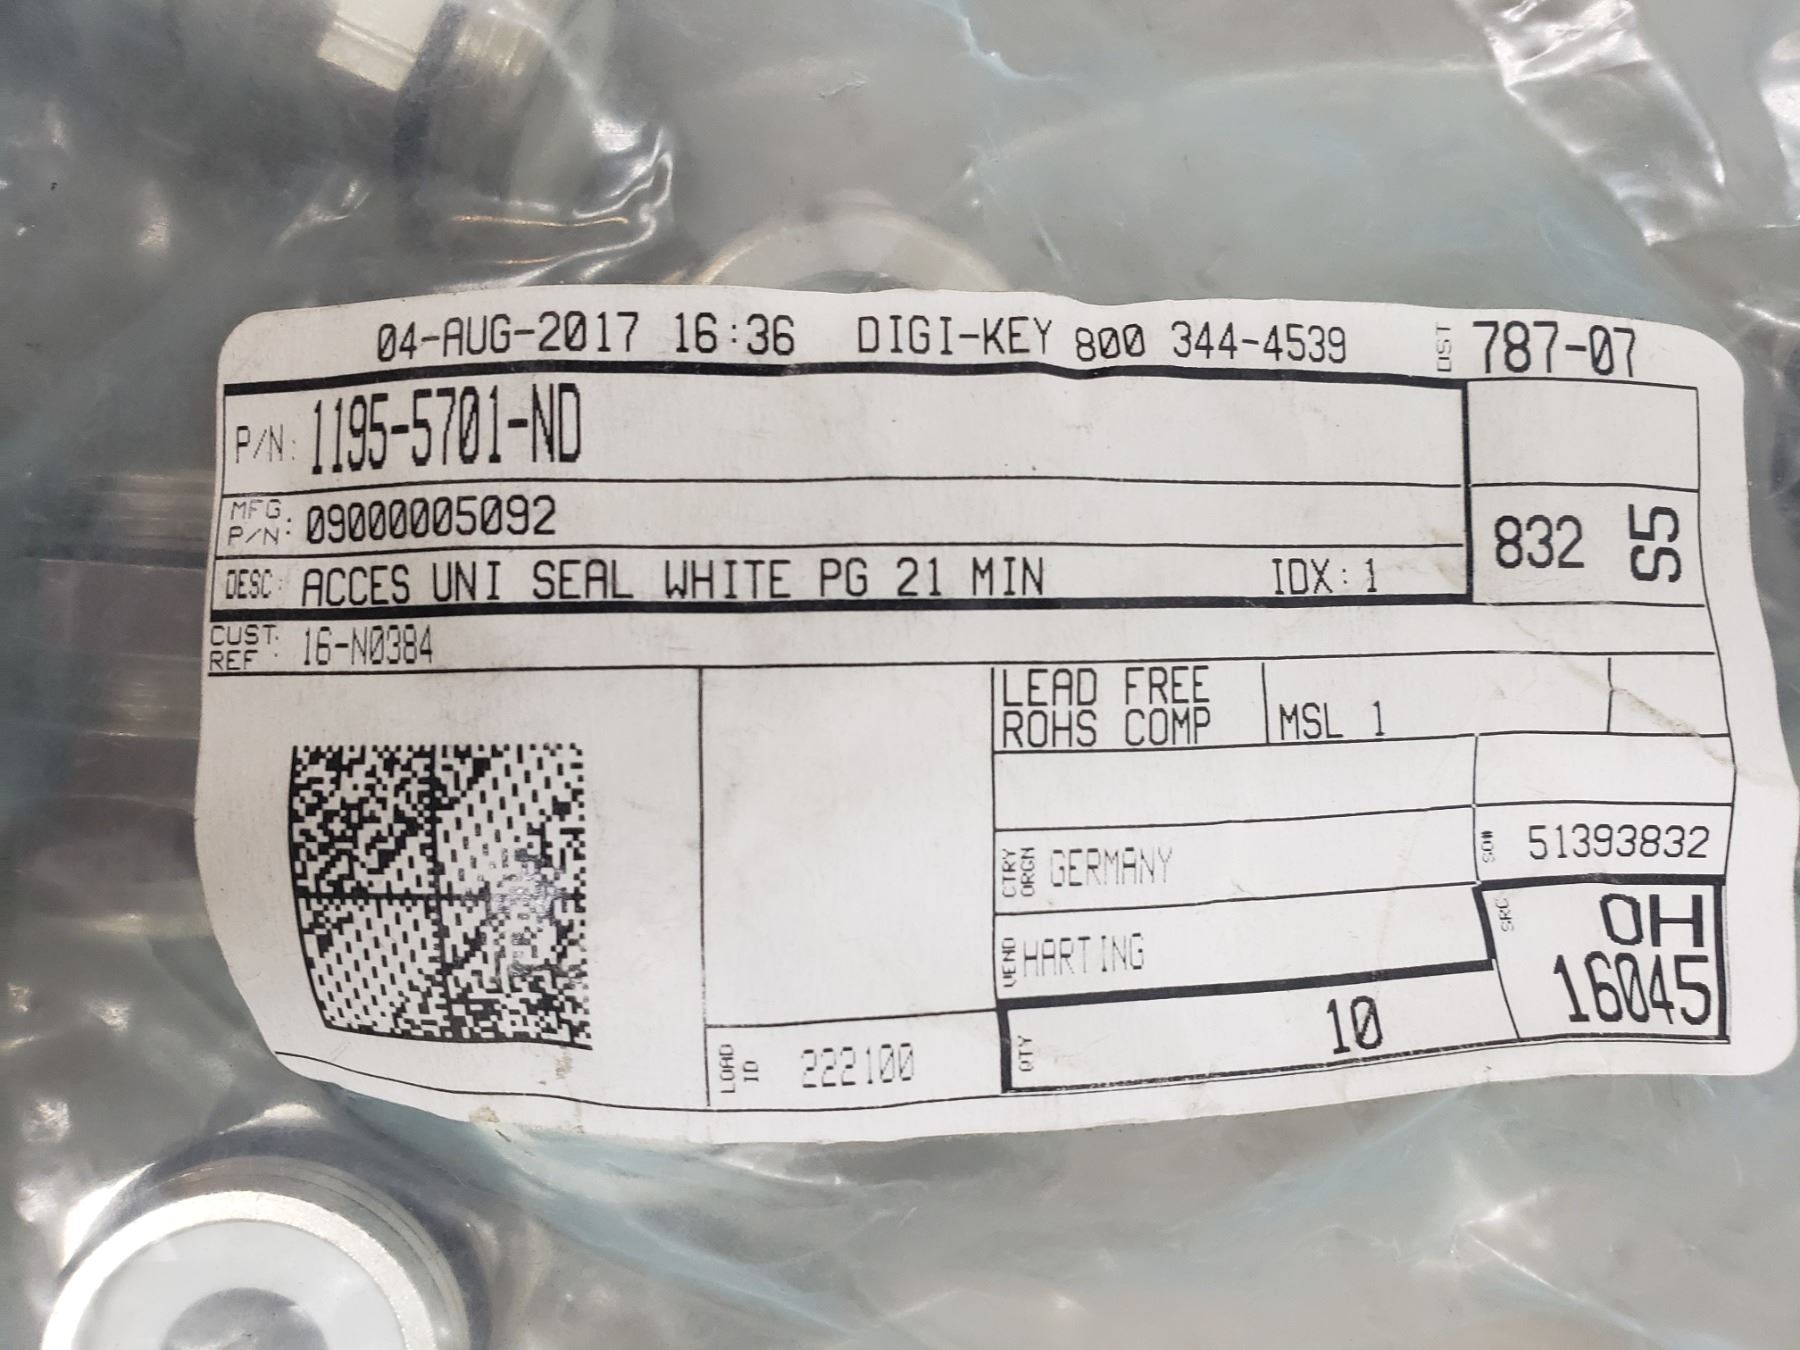 04-AUG-2017 16:36 DIGI-KEY 800 344-4539 DST 787-07
P/N: 1195-5701-ND
MFG P/N: 09000005092
832 S5
DESC: ACCES UNI SEAL WHITE PG 21 MIN IDX: 1
CUST REF: 16-N0384
LEAD FREE
ROHS COMP
MSL 1
CTRY ORGN GERMANY
SO# 51393832
VEND HARTING
SRC OH
16045
LOAD ID 222100
QTY 10